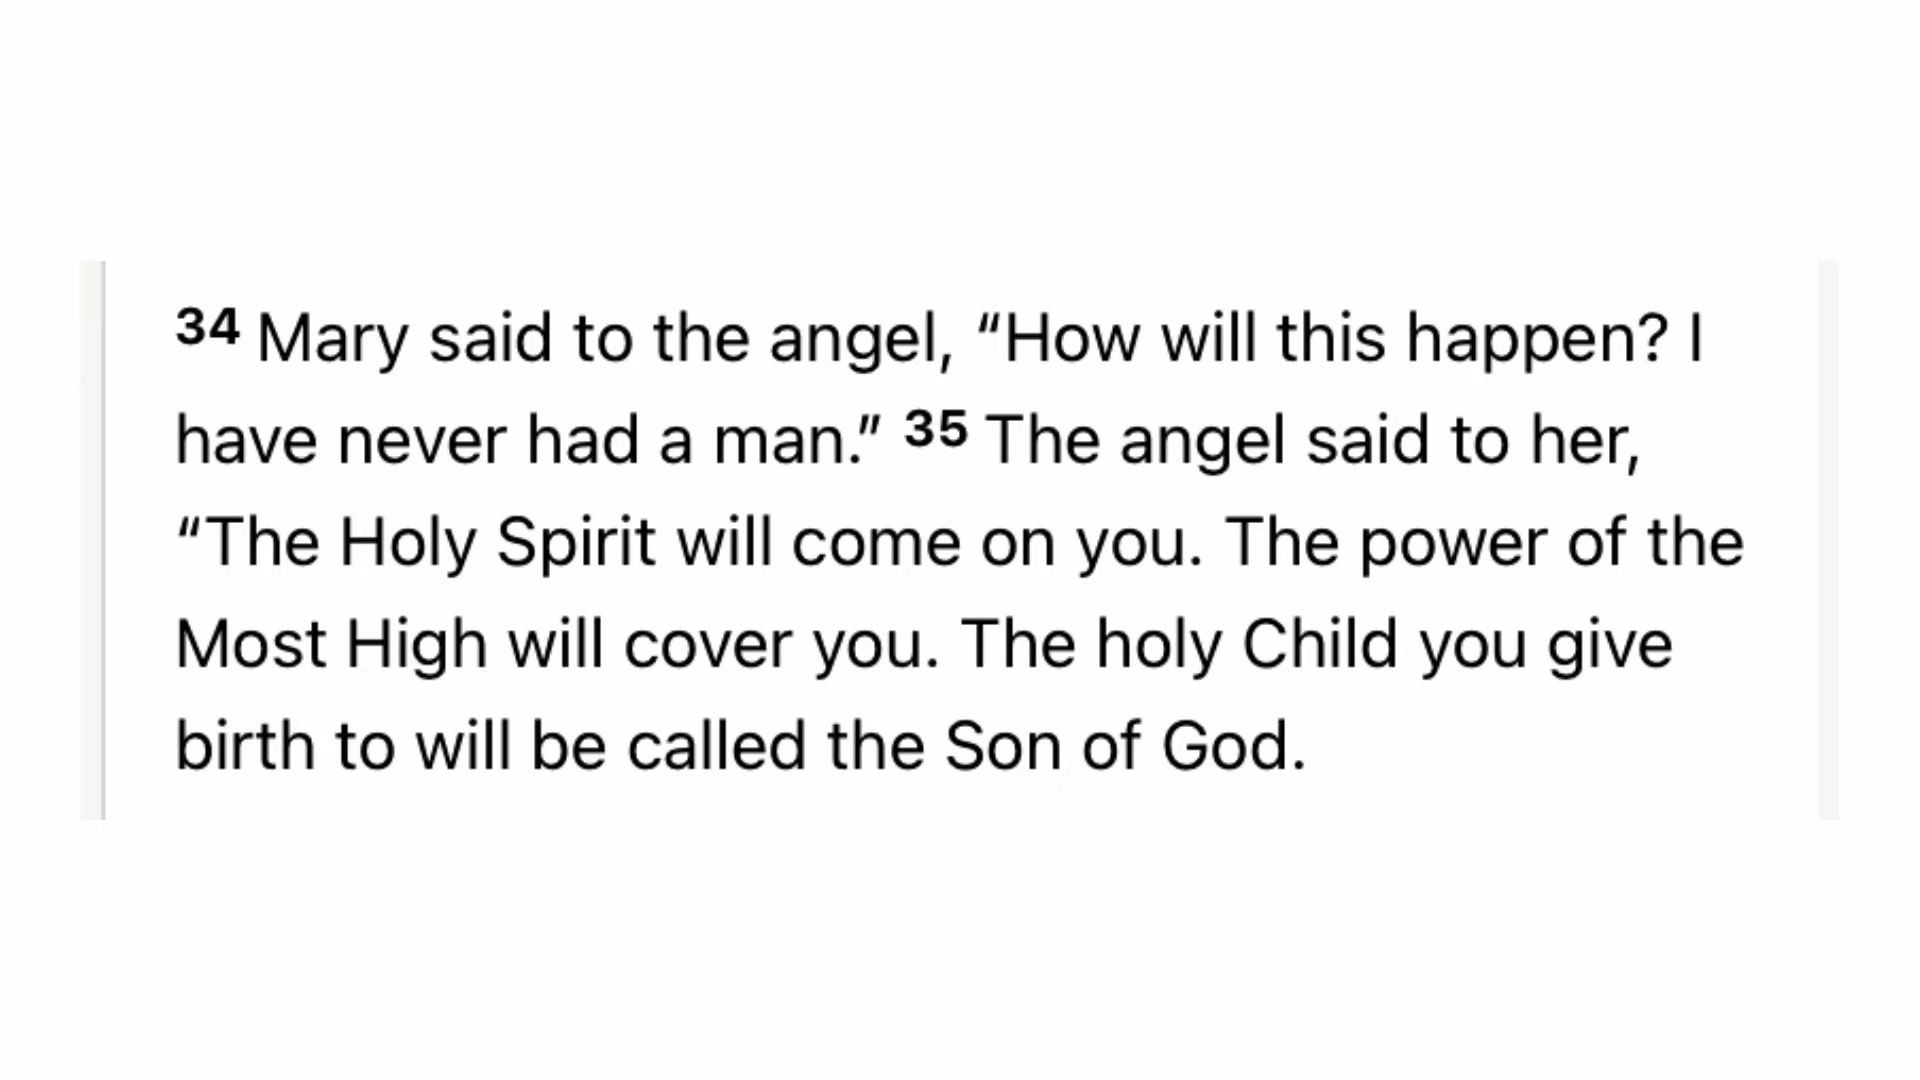 34 Mary said to the angel, “How will this happen? I
have never had a man.” 35 The angel said to her,
“The Holy Spirit will come on you. The power of the
Most High will cover you. The holy Child you give
birth to will be called the Son of God.